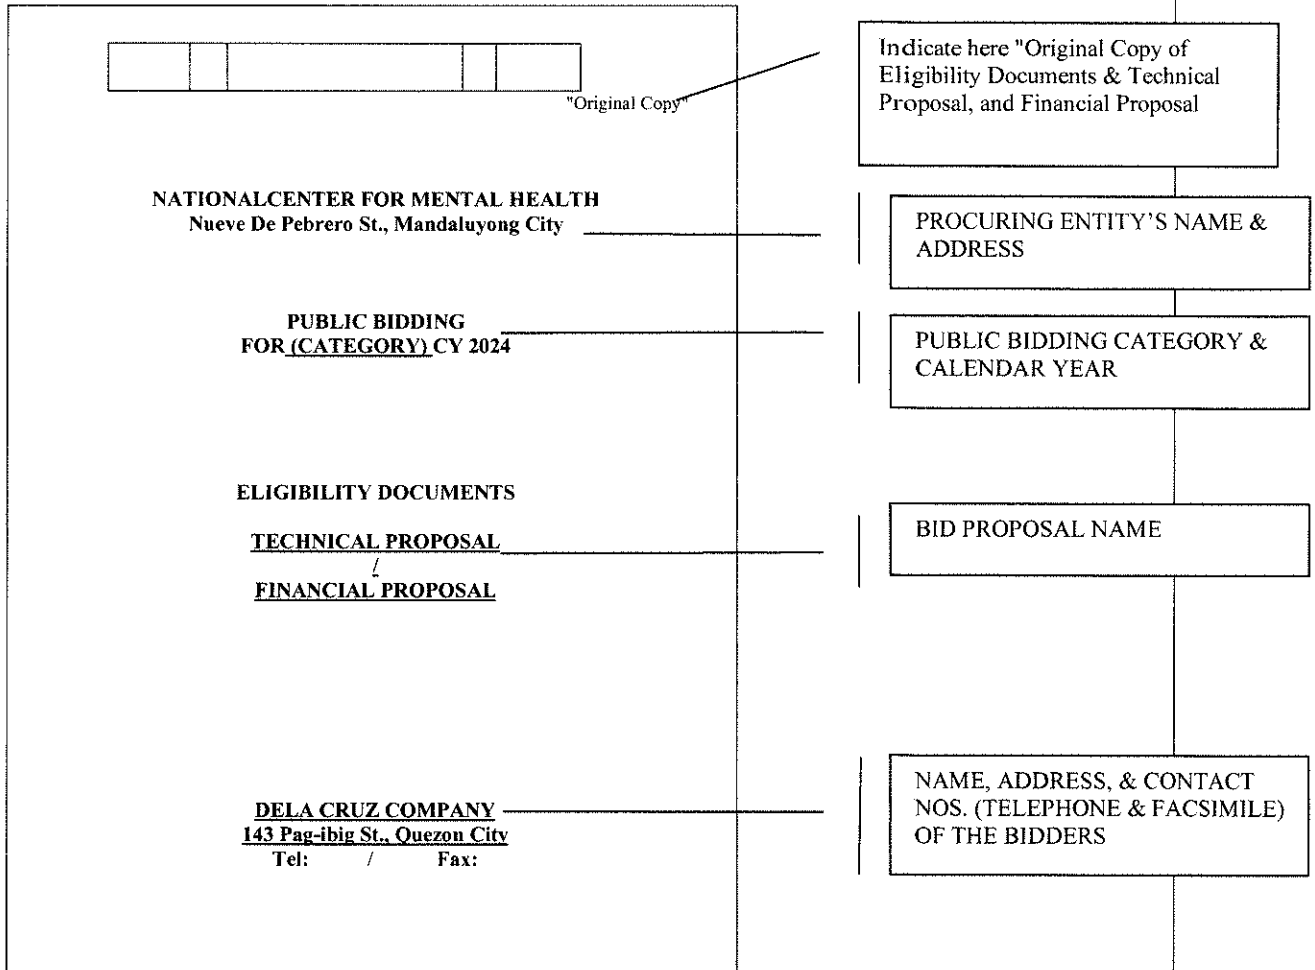 "Original Copy"
Indicate here "Original Copy of
Eligibility Documents & Technical
Proposal, and Financial Proposal
NATIONALCENTER FOR MENTAL HEALTH
Nueve De Pebrero St., Mandaluyong City
PROCURING ENTITY'S NAME &
ADDRESS
PUBLIC BIDDING
FOR (CATEGORY) CY 2024
PUBLIC BIDDING CATEGORY &
CALENDAR YEAR
ELIGIBILITY DOCUMENTS
TECHNICAL PROPOSAL
/
FINANCIAL PROPOSAL
BID PROPOSAL NAME
DELA CRUZ COMPANY
143 Pag-ibig St., Quezon City
Tel: / Fax:
NAME, ADDRESS, & CONTACT
NOS. (TELEPHONE & FACSIMILE)
OF THE BIDDERS